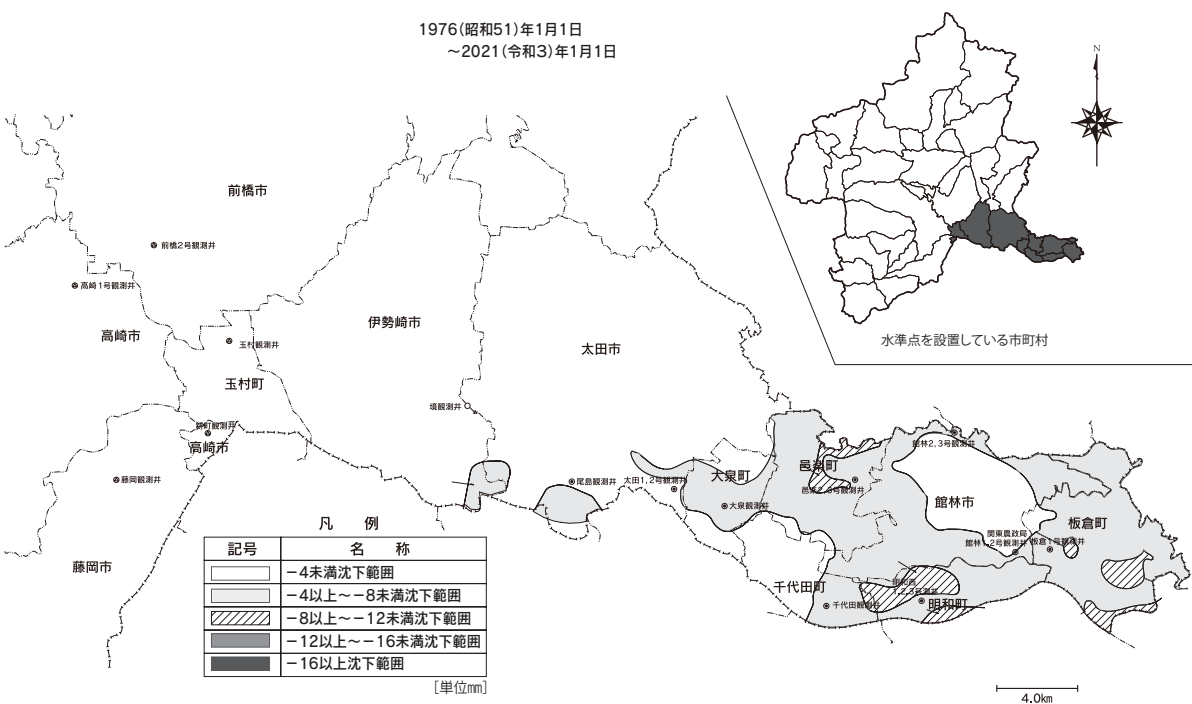 1976(昭和51)年1月1日
～2021(令和3)年1月1日
N
水準点を設置している市町村
前橋市
前橋2号観測井
高崎1号観測井
高崎市
玉村観測井
玉村町
伊勢崎市
太田市
境観測井
新町観測井
高崎市
藤岡観測井
藤岡市
尾島観測井
太田1,2号観測井
大泉町
大泉観測井
邑楽町
館林2,3号観測井
館林市
関東農政局
館林1,2号観測井
板倉1号観測井
板倉町
千代田町
千代田観測井
明和町
凡 例
記号 名 称
−4未満沈下範囲
−4以上～−8未満沈下範囲
−8以上～−12未満沈下範囲
−12以上～−16未満沈下範囲
−16以上沈下範囲
[単位㎜]
4.0km